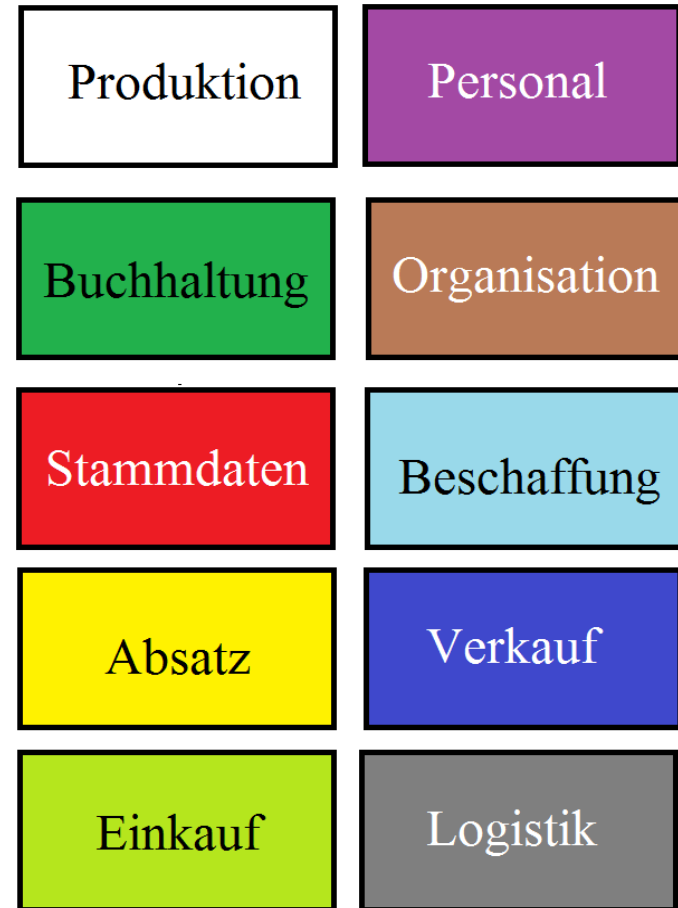 Produktion
Personal
Buchhaltung
Organisation
Stammdaten
Beschaffung
Absatz
Verkauf
Einkauf
Logistik